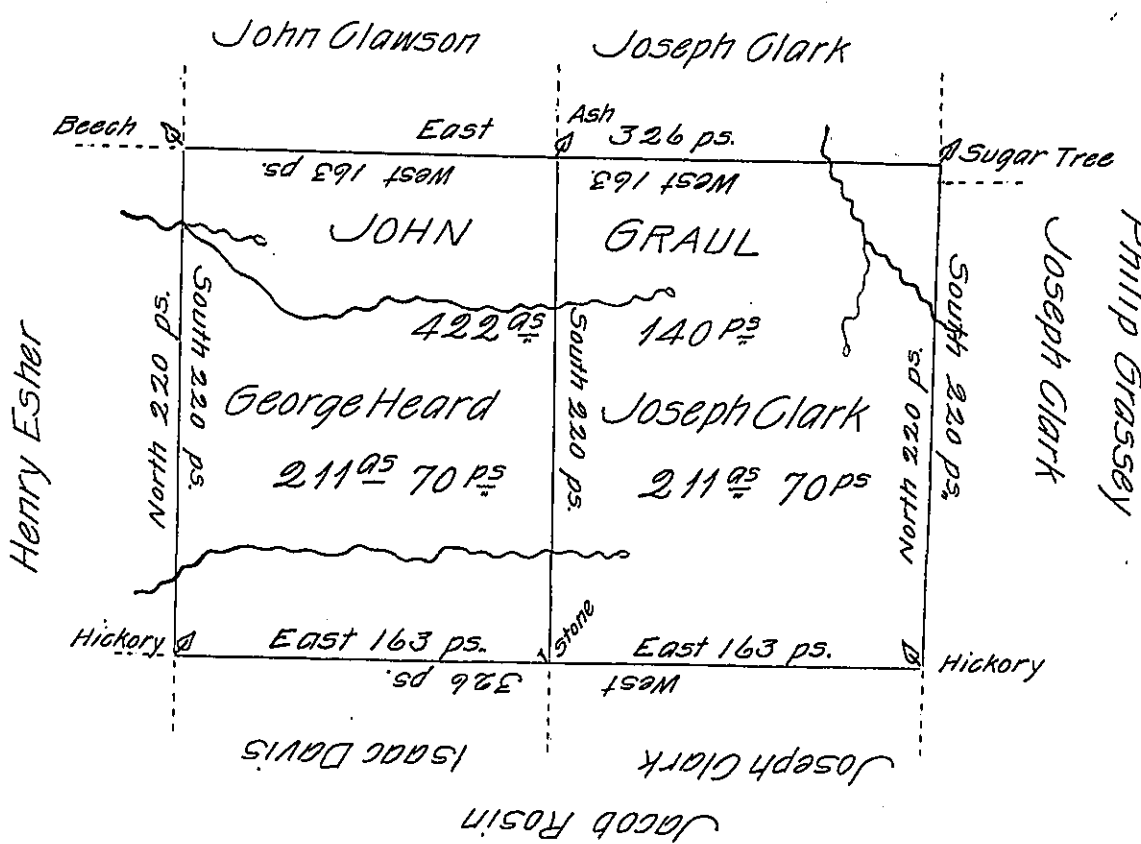 John Clawson
Joseph Clark
Beech
East
Ash
326 ps.
Sugar Tree
West 163 ps.
West 163
JOHN
GRAUL
422 as
140 ps
George Heard
Joseph Clark
211 as 70 ps
211 as 70 ps
North 220 ps.
South 220 ps.
South 220 ps.
North 220 ps.
South 220 ps.
Henry Esher
Joseph Clark
Philip Grassey
Hickory
East 163 ps.
Stone
East 163 ps.
Hickory
West 326 ps.
Isaac Davis
Joseph Clark
Jacob Rosin